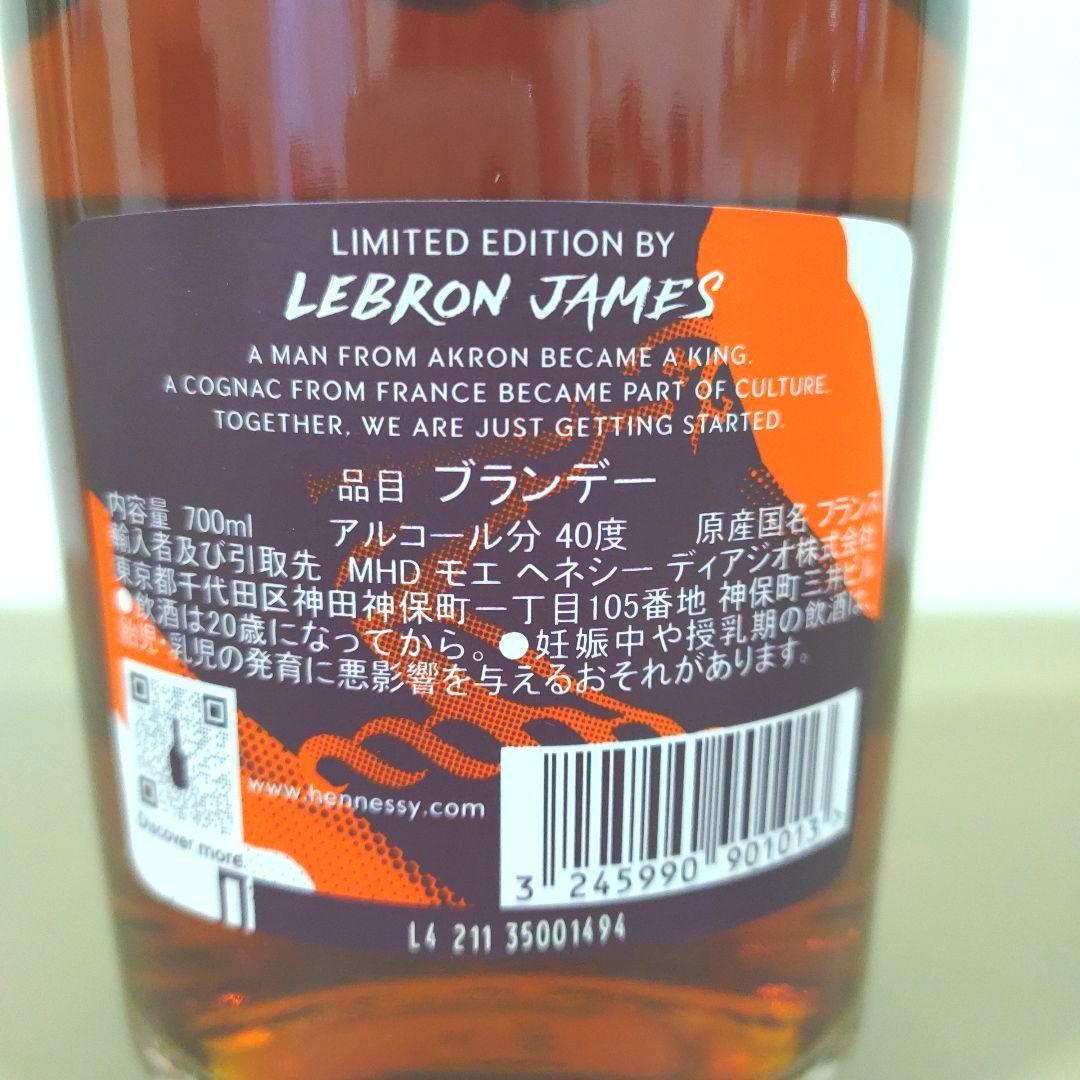 LIMITED EDITION BY
LEBRON JAMES
A MAN FROM AKRON BECAME A KING.
A COGNAC FROM FRANCE BECAME PART OF CULTURE.
TOGETHER, WE ARE JUST GETTING STARTED.
品目 ブランデー
内容量 700ml アルコール分 40度 原産国名 フランス
輸入者及び引取先 MHD モエ ヘネシー ディアジオ株式会社
東京都千代田区神田神保町一丁目105番地 神保町三井ビル
●飲酒は20歳になってから。●妊娠中や授乳期の飲酒は、
胎児・乳児の発育に悪影響を与えるおそれがあります。
www.hennessy.com
Discover more.
3 245990 901013 >
L4 211 35001494